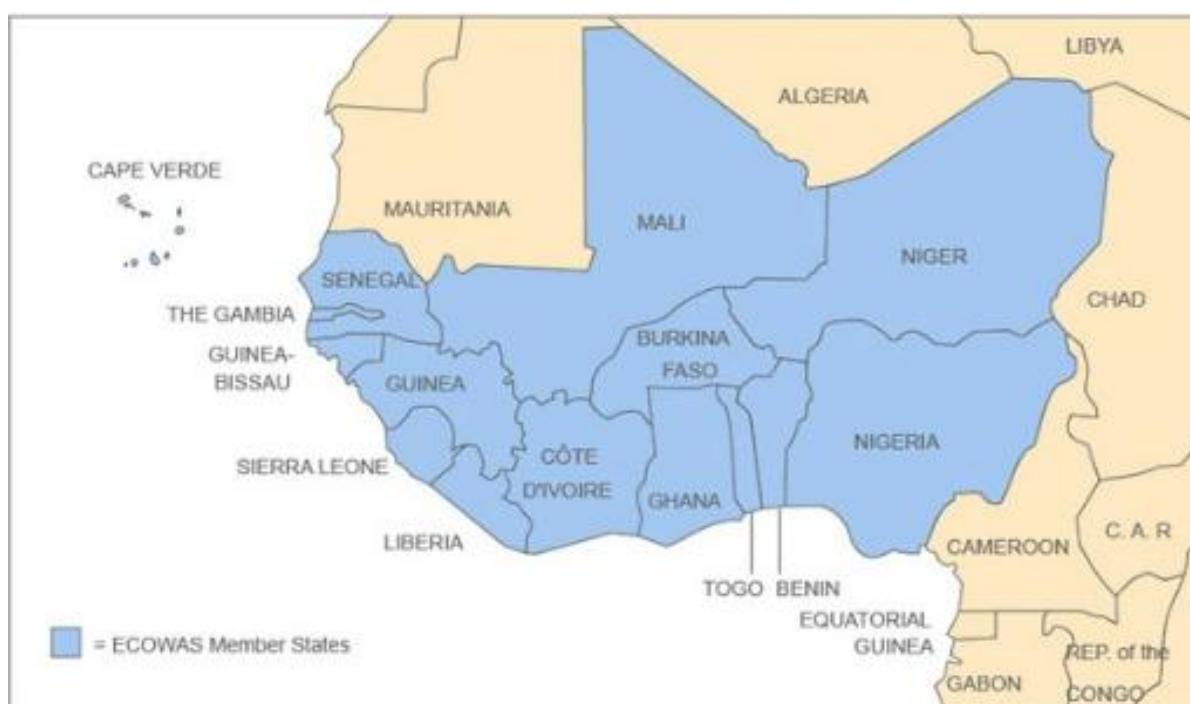 LIBYA
ALGERIA
CAPE VERDE
MAURITANIA
MALI
NIGER
SENEGAL
CHAD
THE GAMBIA
BURKINA
FASO
GUINEA-
BISSAU
GUINEA
NIGERIA
CÔTE
D'IVOIRE
SIERRA LEONE
GHANA
LIBERIA
C. A. R
CAMEROON
TOGO
BENIN
EQUATORIAL
GUINEA
= ECOWAS Member States
REP. of the
CONGO
GABON